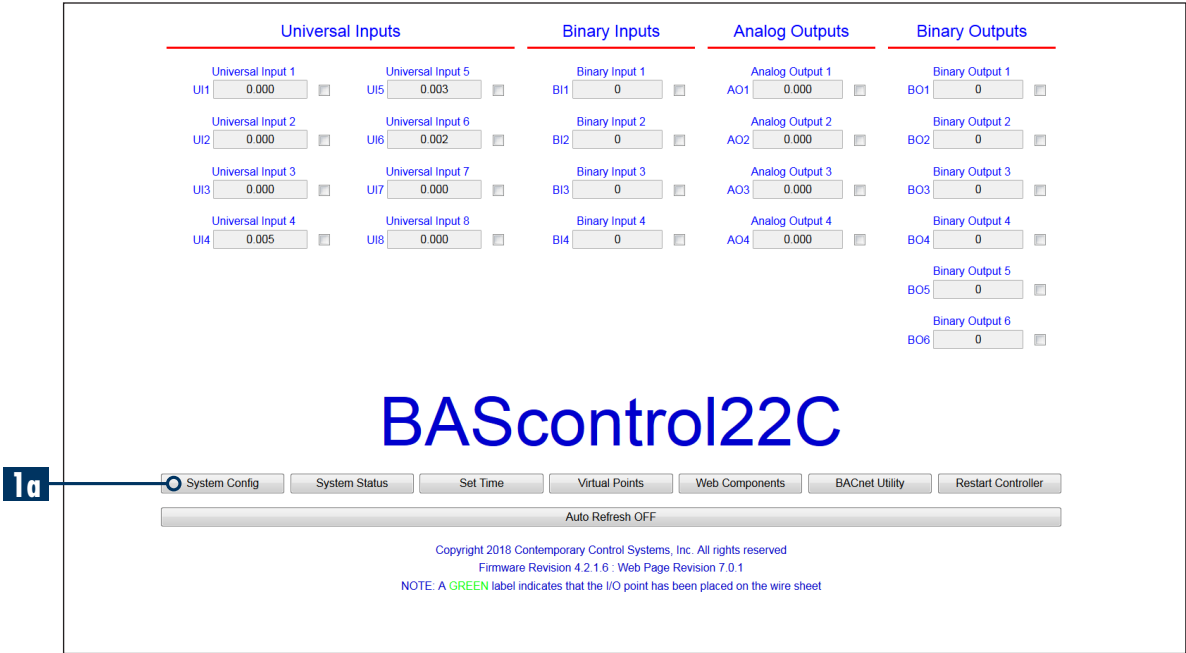 Universal Inputs Binary Inputs Analog Outputs Binary Outputs
Universal Input 1 Universal Input 5 Binary Input 1 Analog Output 1 Binary Output 1
UI1 0.000 UI5 0.003 BI1 0 AO1 0.000 BO1 0
Universal Input 2 Universal Input 6 Binary Input 2 Analog Output 2 Binary Output 2
UI2 0.000 UI6 0.002 BI2 0 AO2 0.000 BO2 0
Universal Input 3 Universal Input 7 Binary Input 3 Analog Output 3 Binary Output 3
UI3 0.000 UI7 0.000 BI3 0 AO3 0.000 BO3 0
Universal Input 4 Universal Input 8 Binary Input 4 Analog Output 4 Binary Output 4
UI4 0.005 UI8 0.000 BI4 0 AO4 0.000 BO4 0
Binary Output 5
BO5 0
Binary Output 6
BO6 0
BAScontrol22C
1a System Config System Status Set Time Virtual Points Web Components BACnet Utility Restart Controller
Auto Refresh OFF
Copyright 2018 Contemporary Control Systems, Inc. All rights reserved
Firmware Revision 4.2.1.6 : Web Page Revision 7.0.1
NOTE: A GREEN label indicates that the I/O point has been placed on the wire sheet